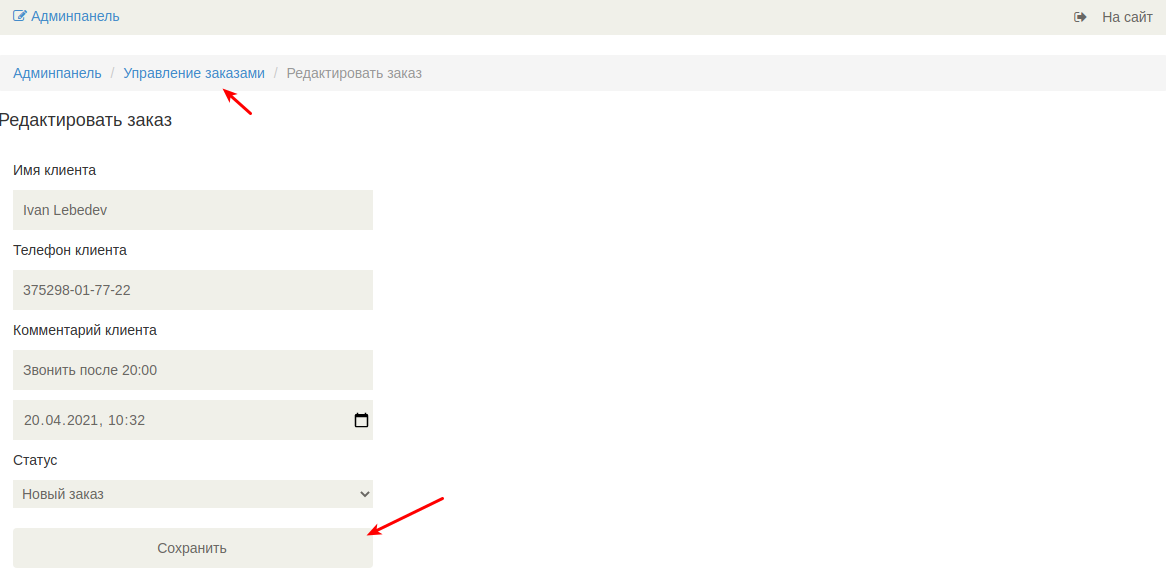 Админпанель На сайт
Админпанель / Управление заказами / Редактировать заказ
Редактировать заказ
Имя клиента
Ivan Lebedev
Телефон клиента
375298-01-77-22
Комментарий клиента
Звонить после 20:00
20.04.2021, 10:32
Статус
Новый заказ
Сохранить